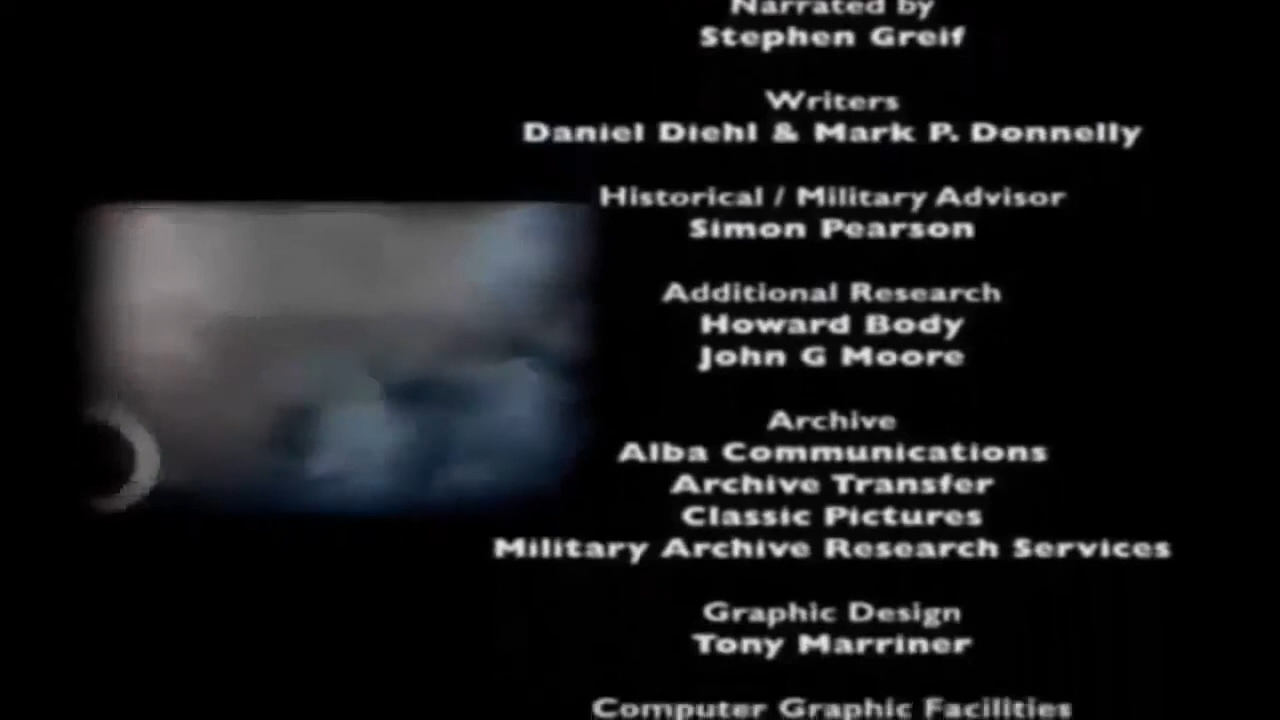 Narrated by
Stephen Greif
Writers
Daniel Diehl & Mark P. Donnelly
Historical / Military Advisor
Simon Pearson
Additional Research
Howard Body
John G Moore
Archive
Alba Communications
Archive Transfer
Classic Pictures
Military Archive Research Services
Graphic Design
Tony Marriner
Computer Graphic Facilities